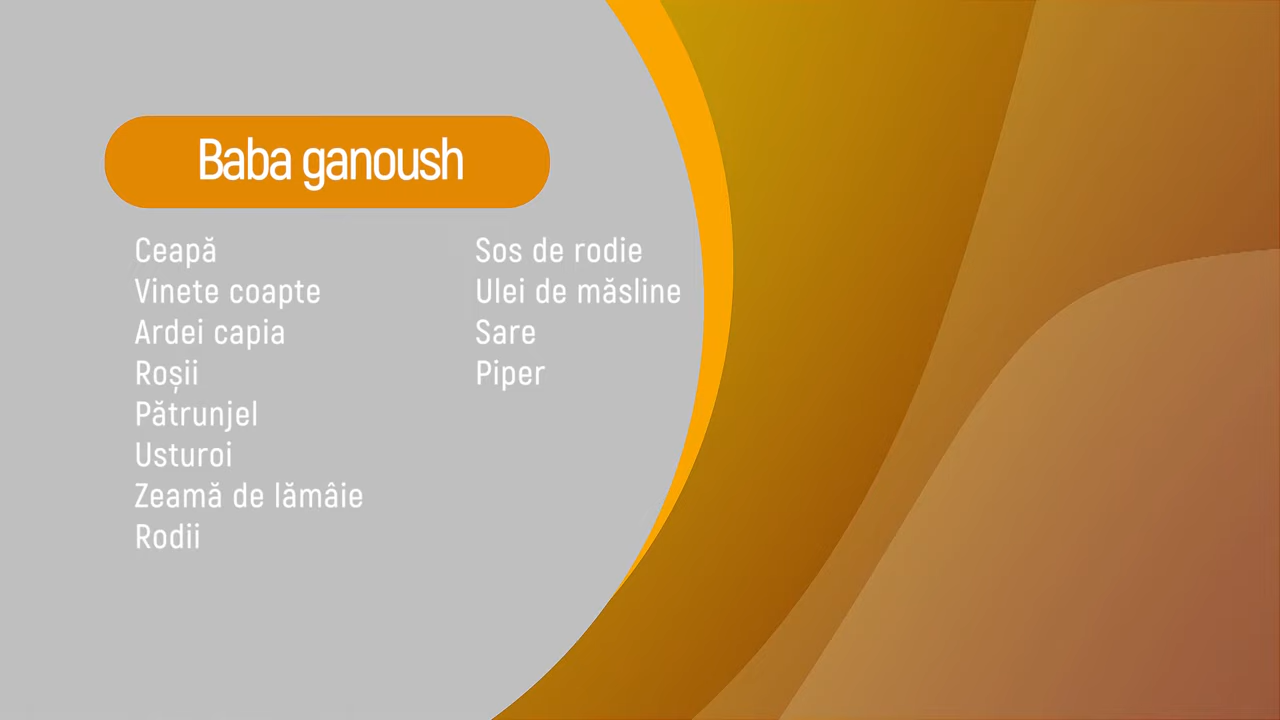 Baba ganoush
Ceapă
Vinete coapte
Ardei capia
Roșii
Pătrunjel
Usturoi
Zeamă de lămâie
Rodii
Sos de rodie
Ulei de măsline
Sare
Piper